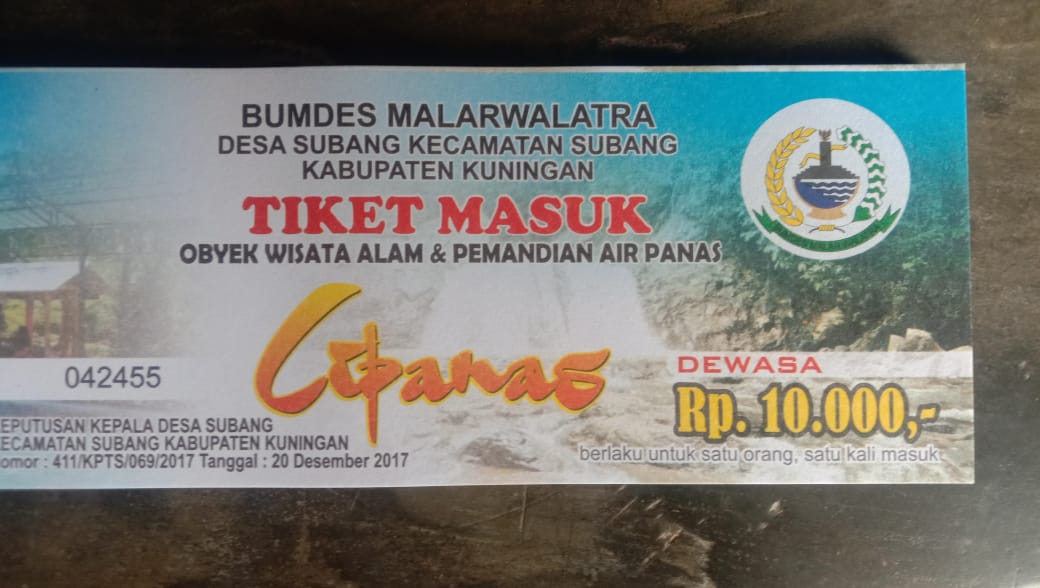 BUMDES MALARWALATRA
DESA SUBANG KECAMATAN SUBANG
KABUPATEN KUNINGAN
TIKET MASUK
OBYEK WISATA ALAM & PEMANDIAN AIR PANAS
Cipanas
042455
DEWASA
Rp. 10.000,-
berlaku untuk satu orang, satu kali masuk
EPUTUSAN KEPALA DESA SUBANG
ECAMATAN SUBANG KABUPATEN KUNINGAN
omor : 411/KPTS/069/2017 Tanggal : 20 Desember 2017